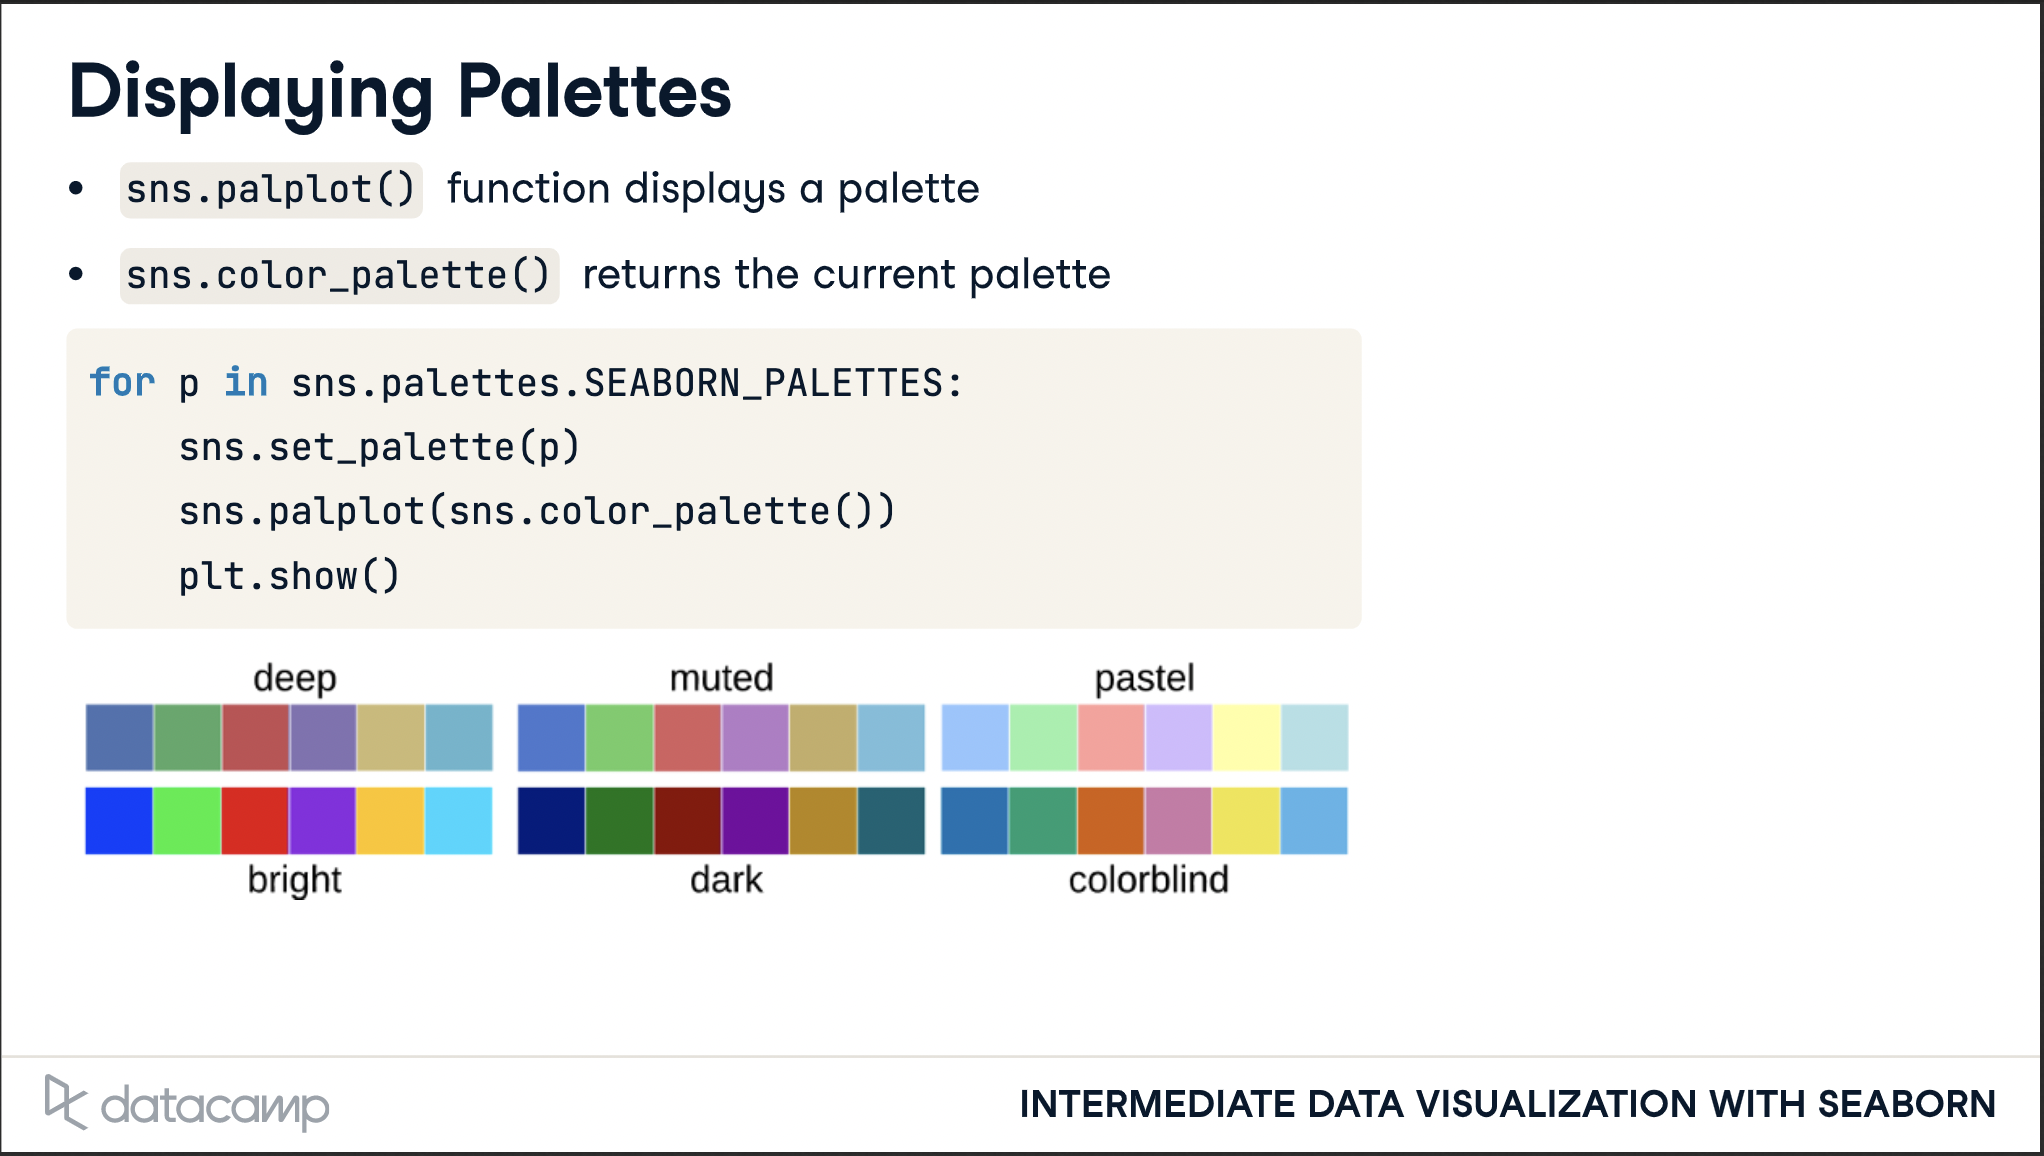 Displaying Palettes
• sns.palplot() function displays a palette
• sns.color_palette() returns the current palette
for p in sns.palettes.SEABORN_PALETTES:
    sns.set_palette(p)
    sns.palplot(sns.color_palette())
    plt.show()
deep muted pastel
bright dark colorblind
datacamp
INTERMEDIATE DATA VISUALIZATION WITH SEABORN